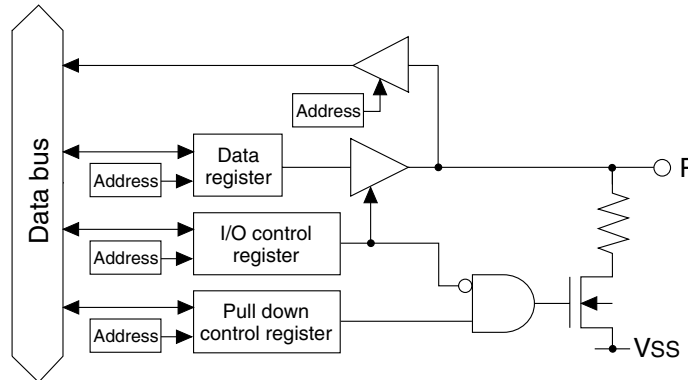 Data bus
Address
Address
Data
register
Address
I/O control
register
Address
Pull down
control register
VSS